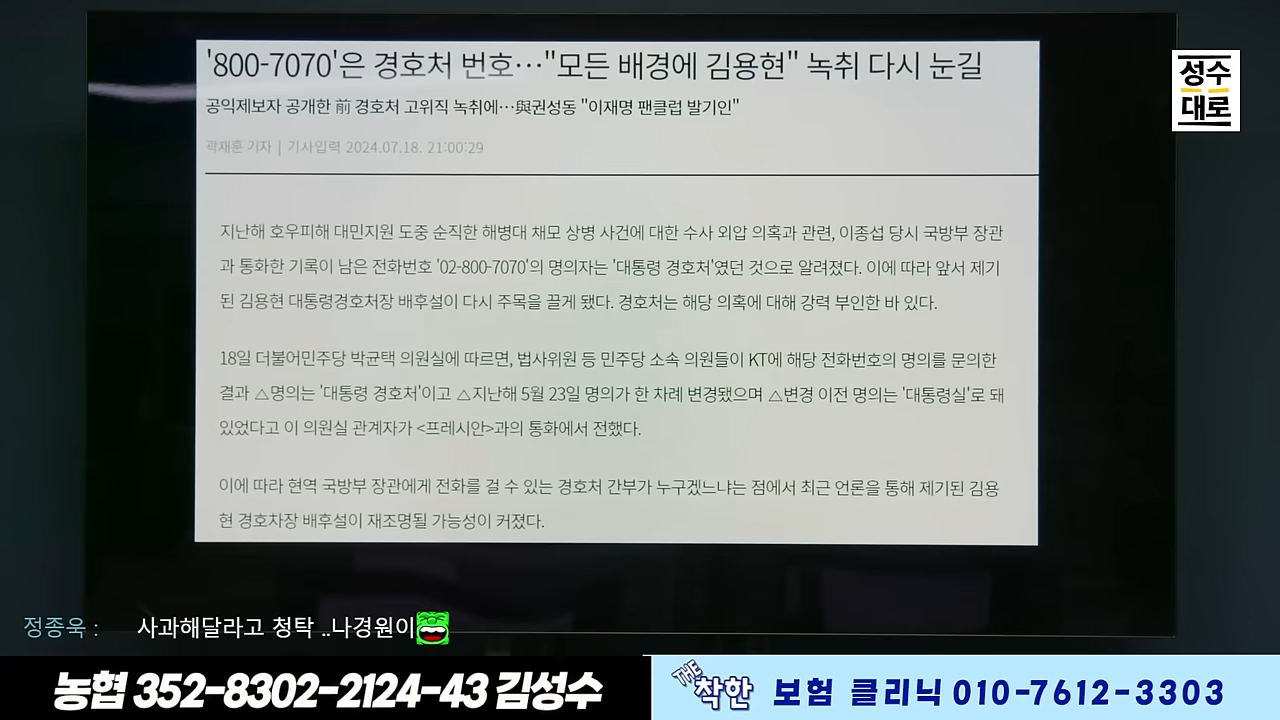 '800-7070'은 경호처 번호…"모든 배경에 김용현" 녹취 다시 눈길
공익제보자 공개한 前 경호처 고위직 녹취에…與권성동 "이재명 팬클럽 발기인"
곽재훈 기자 | 기사입력 2024.07.18. 21:00:29
지난해 호우피해 대민지원 도중 순직한 해병대 채모 상병 사건에 대한 수사 외압 의혹과 관련, 이종섭 당시 국방부 장관
과 통화한 기록이 남은 전화번호 '02-800-7070'의 명의자는 '대통령 경호처'였던 것으로 알려졌다. 이에 따라 앞서 제기
된 김용현 대통령경호처장 배후설이 다시 주목을 끌게 됐다. 경호처는 해당 의혹에 대해 강력 부인한 바 있다.
18일 더불어민주당 박균택 의원실에 따르면, 법사위원 등 민주당 소속 의원들이 KT에 해당 전화번호의 명의를 문의한
결과 △명의는 '대통령 경호처'이고 △지난해 5월 23일 명의가 한 차례 변경됐으며 △변경 이전 명의는 '대통령실'로 돼
있었다고 이 의원실 관계자가 <프레시안>과의 통화에서 전했다.
이에 따라 현역 국방부 장관에게 전화를 걸 수 있는 경호처 간부가 누구겠느냐는 점에서 최근 언론을 통해 제기된 김용
현 경호차장 배후설이 재조명될 가능성이 커졌다.
성수
대로
정종욱 : 사과해달라고 청탁 ..나경원이
농협 352-8302-2124-43 김성수
THE 착한 보험 클리닉 010-7612-3303